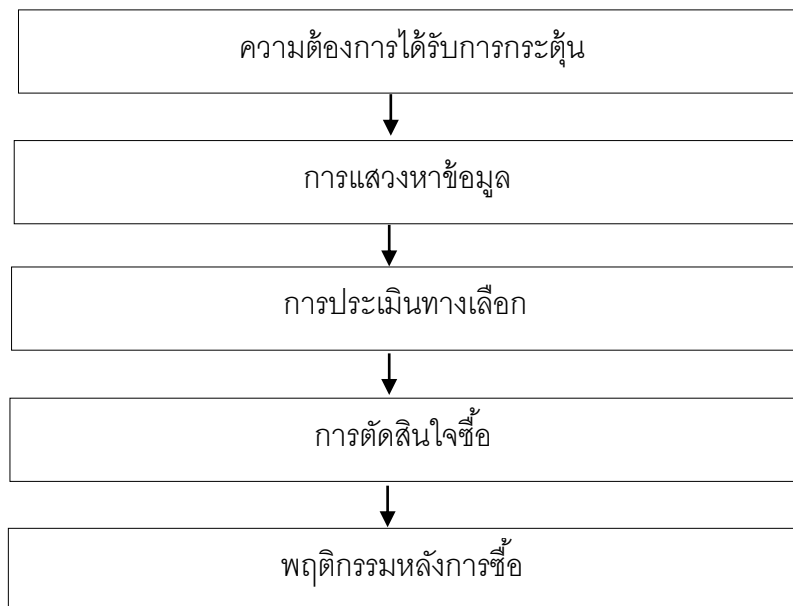 ความต้องการได้รับการกระตุ้น
การแสวงหาข้อมูล
การประเมินทางเลือก
การตัดสินใจซื้อ
พฤติกรรมหลังการซื้อ